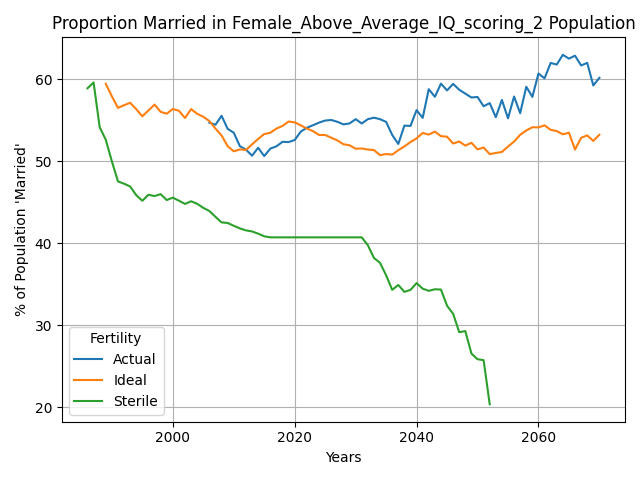 Proportion Married in Female_Above_Average_IQ_scoring_2 Population
% of Population 'Married'
60
50
40
30
20
Fertility
Actual
Ideal
Sterile
2000
2020
2040
2060
Years